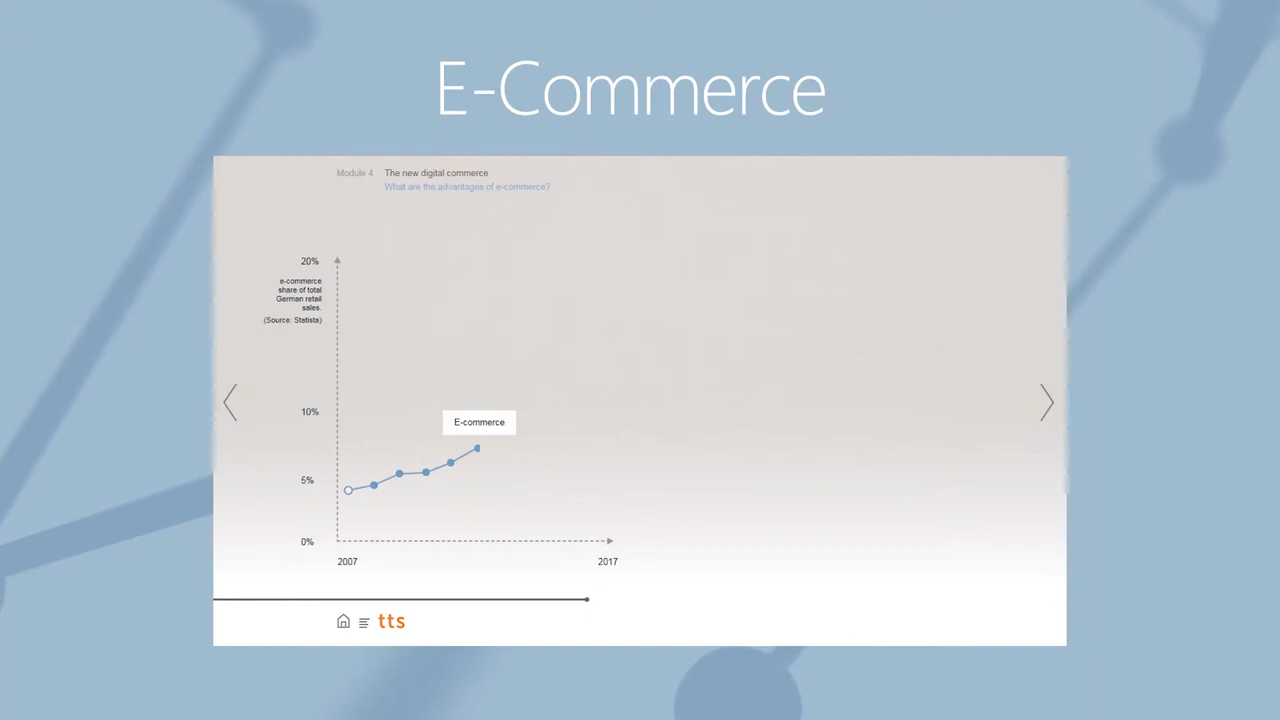 E-Commerce
Module 4 The new digital commerce
What are the advantages of e-commerce?
20%
e-commerce
share of total
German retail
sales.
(Source: Statista)
10%
E-commerce
5%
0%
2007 2017
tts